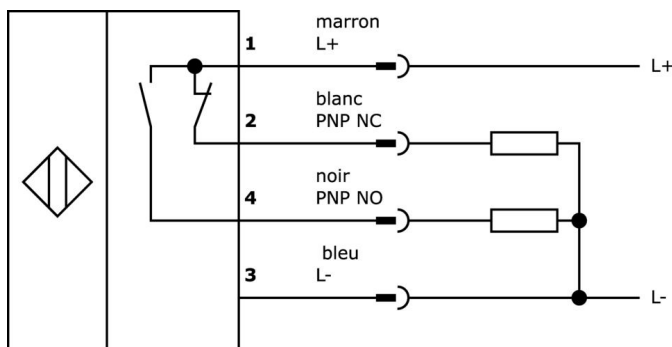 marron
1 L+
L+
blanc
2 PNP NC
noir
4 PNP NO
bleu
3 L-
L-